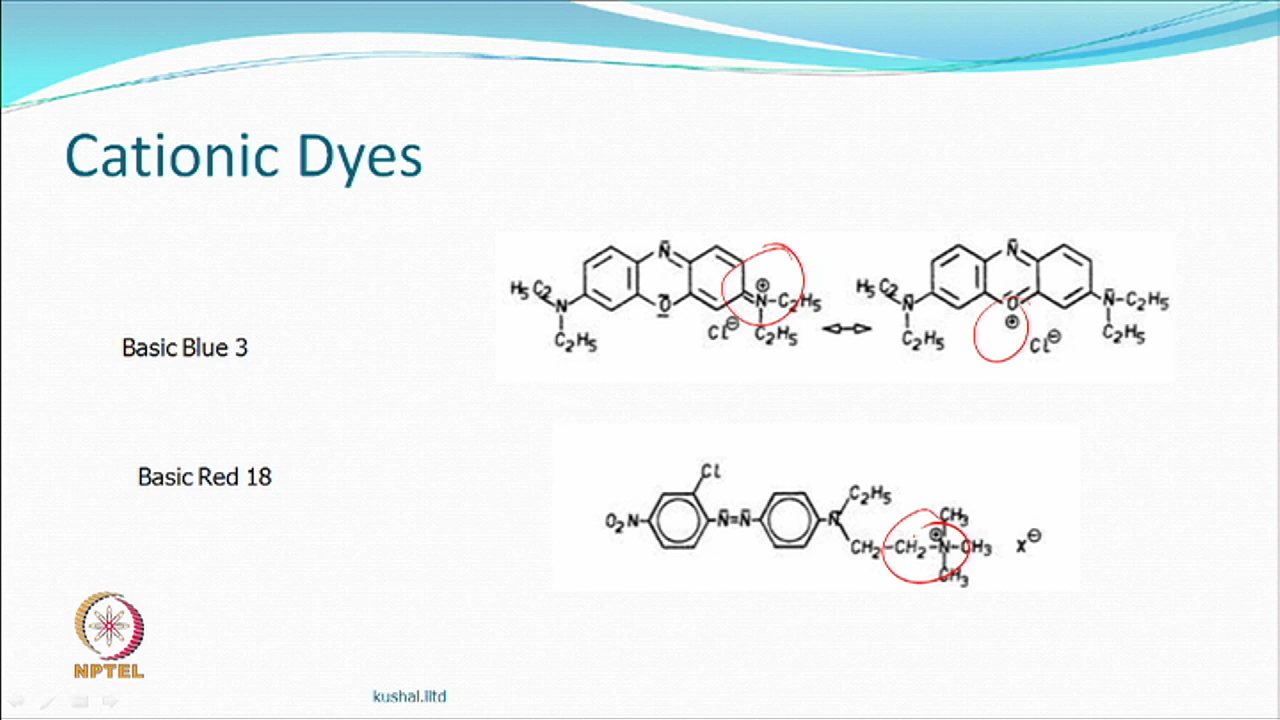 Cationic Dyes
Basic Blue 3
H5C2 N C2H5 N O N C2H5 C2H5 Cl⊖ ⊕
H5C2 N C2H5 N O ⊕ N C2H5 C2H5 Cl⊖
Basic Red 18
Cl
O2N N=N N C2H5
CH2-CH2-N-CH3 ⊕ CH3 CH3 X⊖
NPTEL
kushal.iitd